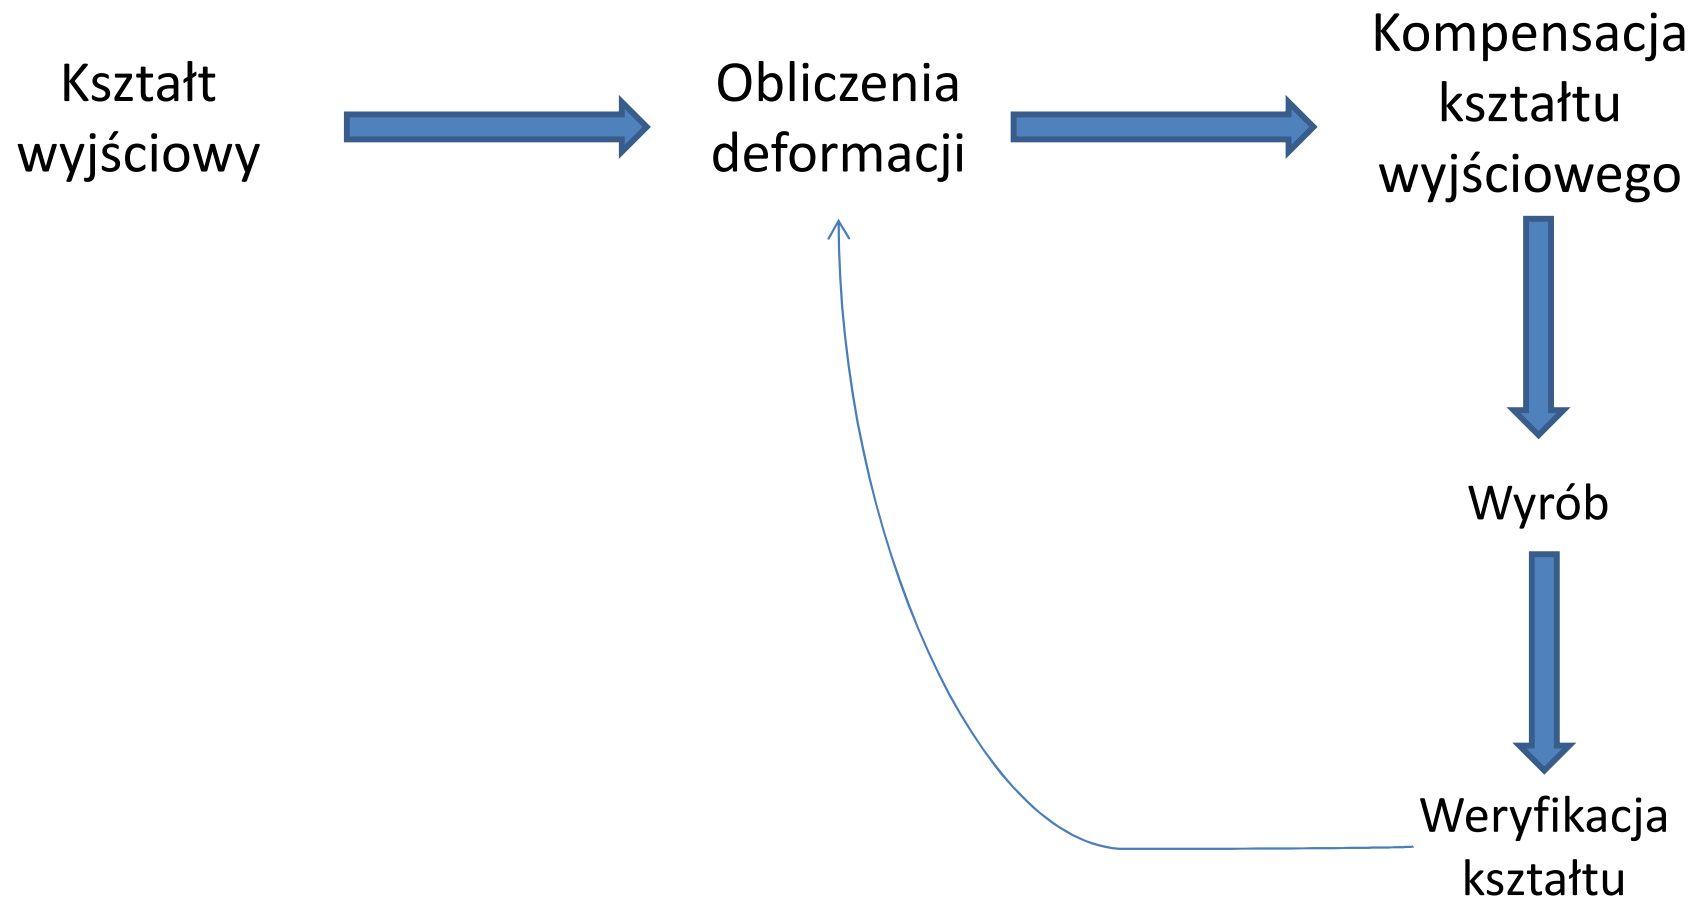 Kształt
wyjściowy
Obliczenia
deformacji
Kompensacja
kształtu
wyjściowego
Wyrób
Weryfikacja
kształtu